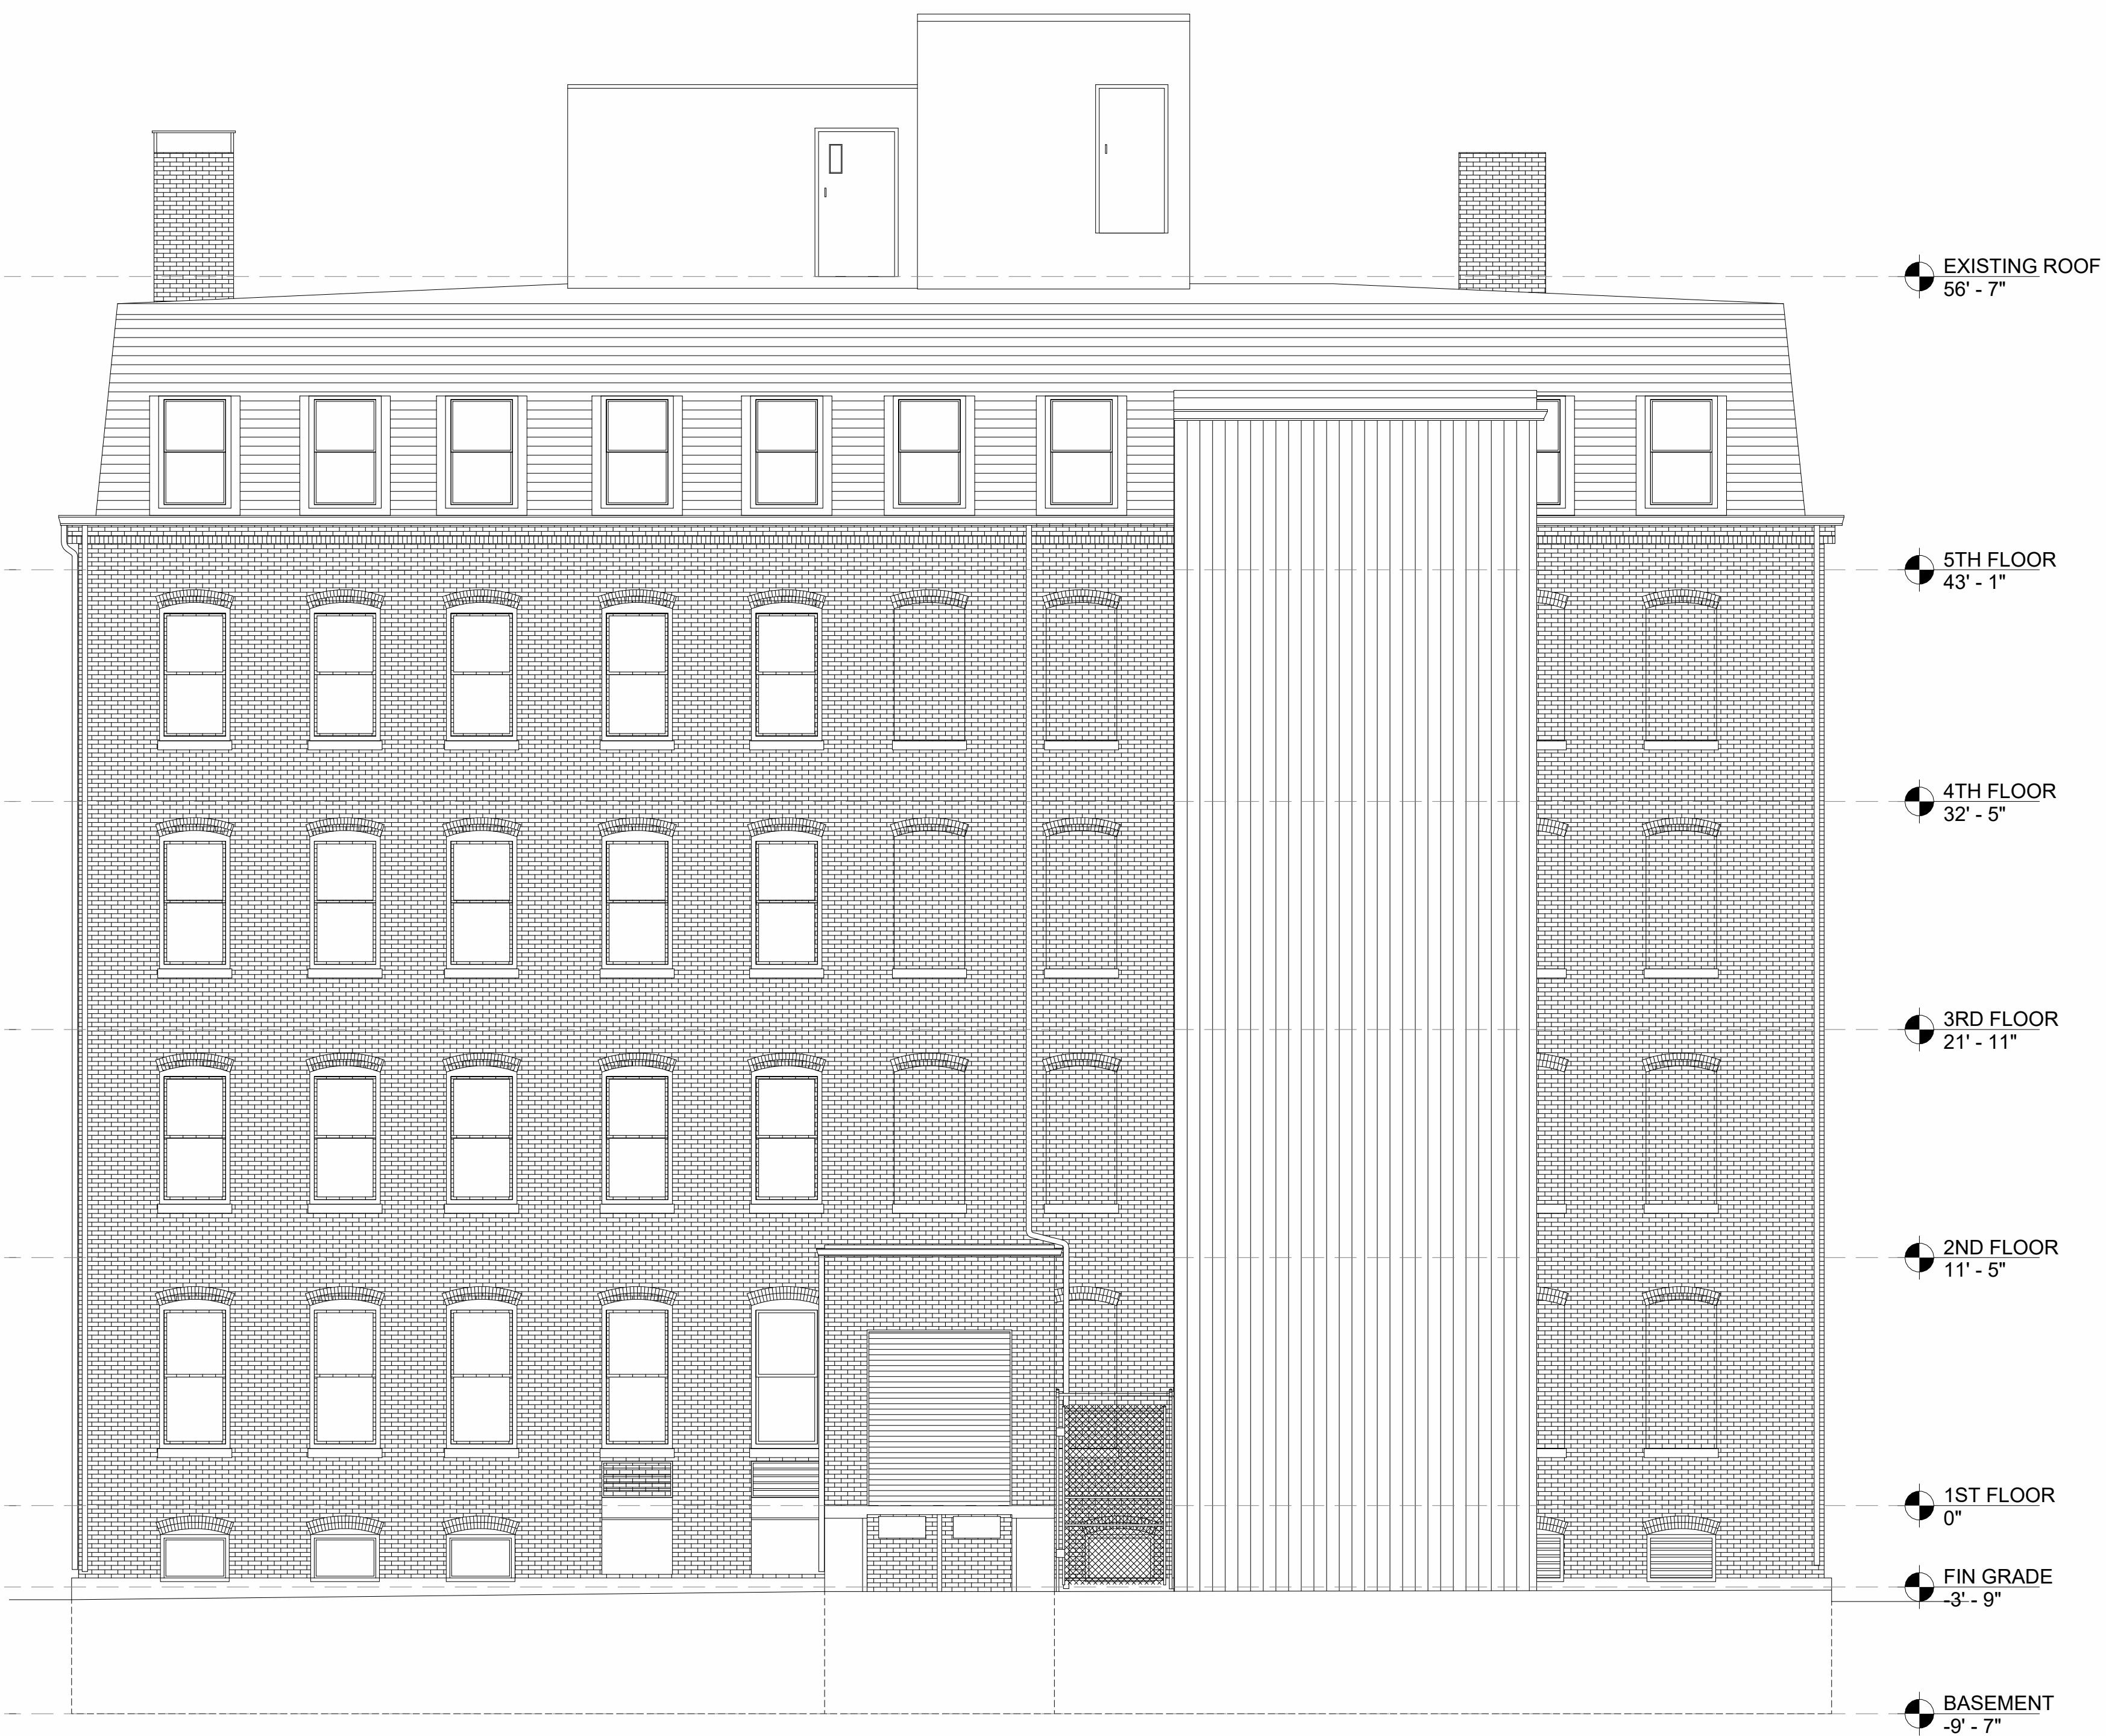 EXISTING ROOF
56' - 7"
5TH FLOOR
43' - 1"
4TH FLOOR
32' - 5"
3RD FLOOR
21' - 11"
2ND FLOOR
11' - 5"
1ST FLOOR
0"
FIN GRADE
-3' - 9"
BASEMENT
-9' - 7"